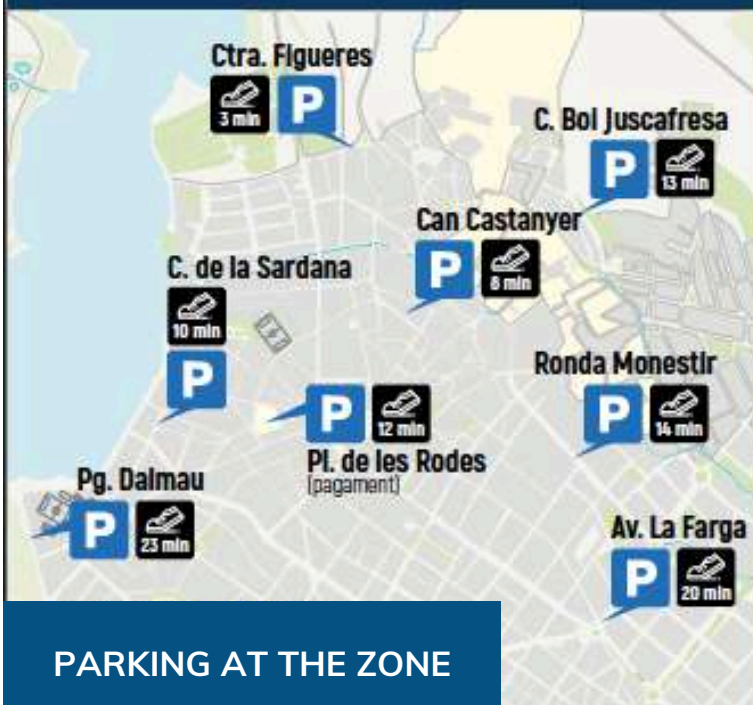 Ctra. Figueres
3 min
P
C. Boi Juscafresa
P
13 min
Can Castanyer
P
8 min
C. de la Sardana
10 min
P
Ronda Monestir
P
14 min
P
12 min
Pl. de les Rodes
(pagament)
Pg. Dalmau
P
23 min
Av. La Farga
P
20 min
PARKING AT THE ZONE